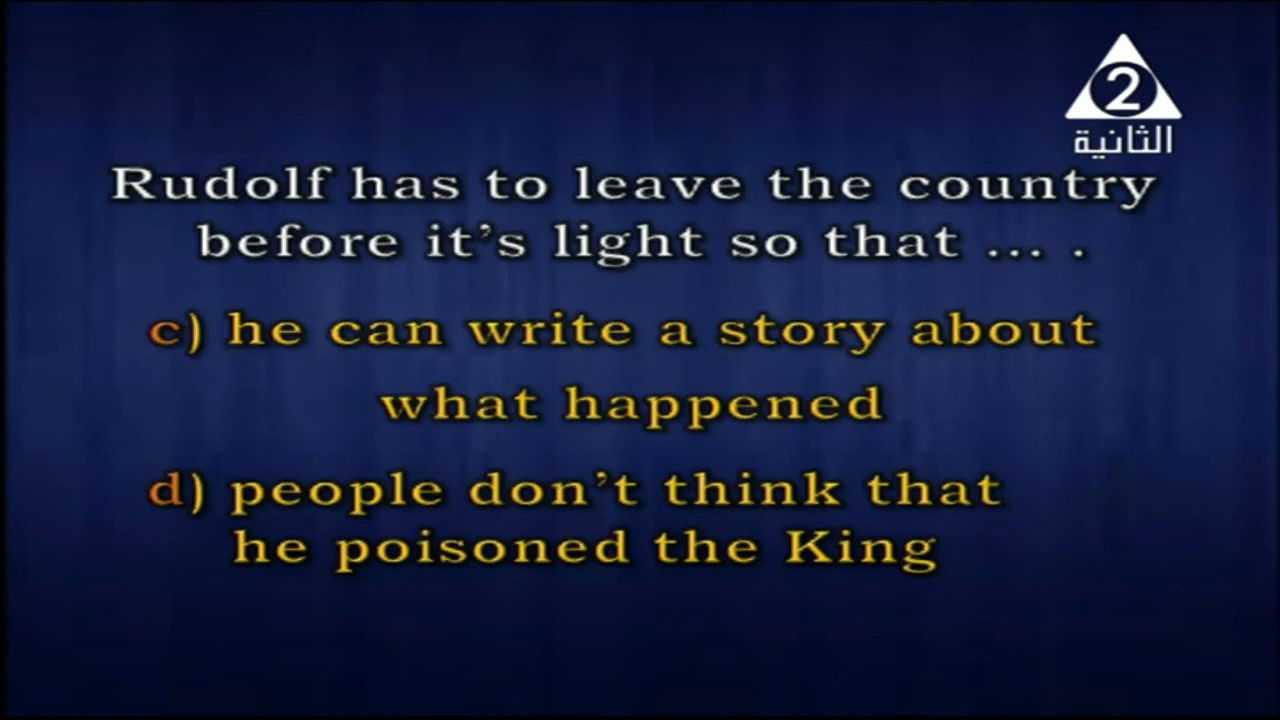 2
الثانية
Rudolf has to leave the country
before it’s light so that ... .
c) he can write a story about
what happened
d) people don’t think that
he poisoned the King